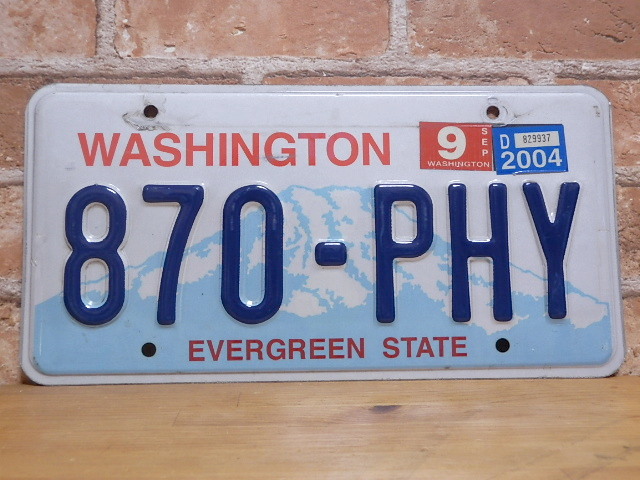 WASHINGTON
9 SEP
WASHINGTON
D 829937
2004
870-PHY
EVERGREEN STATE